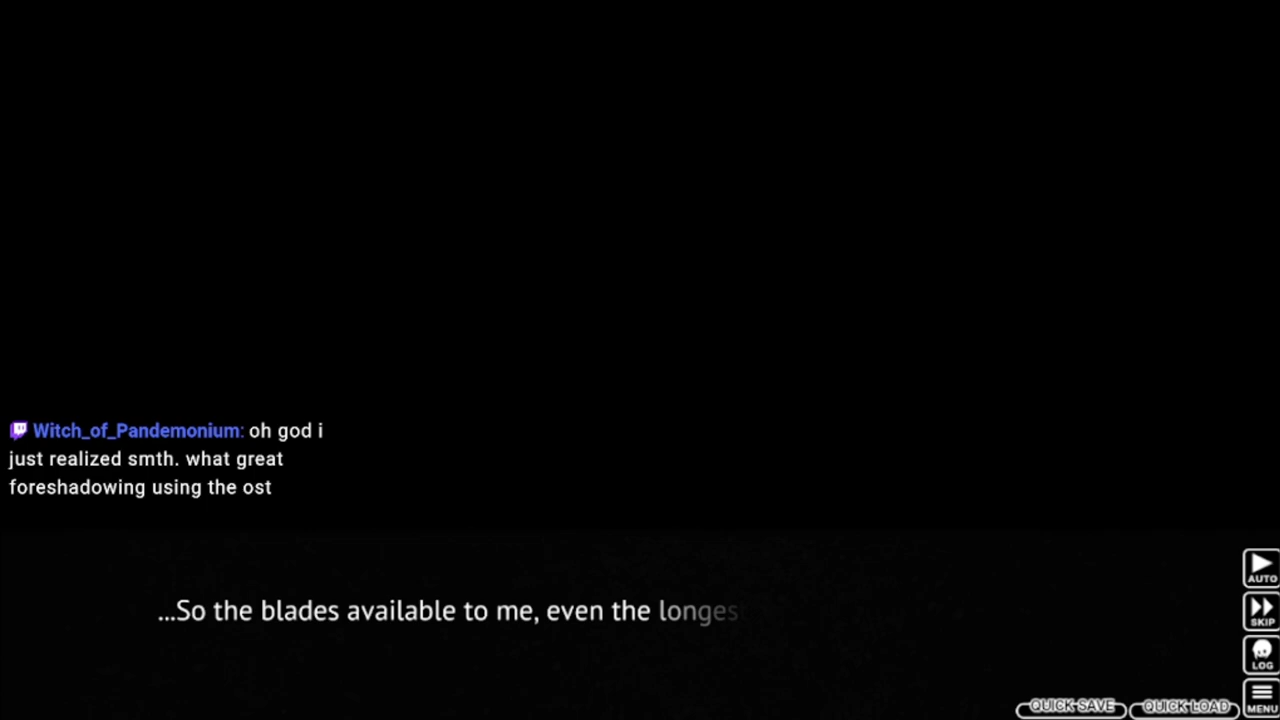 Witch_of_Pandemonium: oh god i
just realized smth. what great
foreshadowing using the ost
...So the blades available to me, even the longes
AUTO
SKIP
LOG
MENU
QUICK SAVE
QUICK LOAD